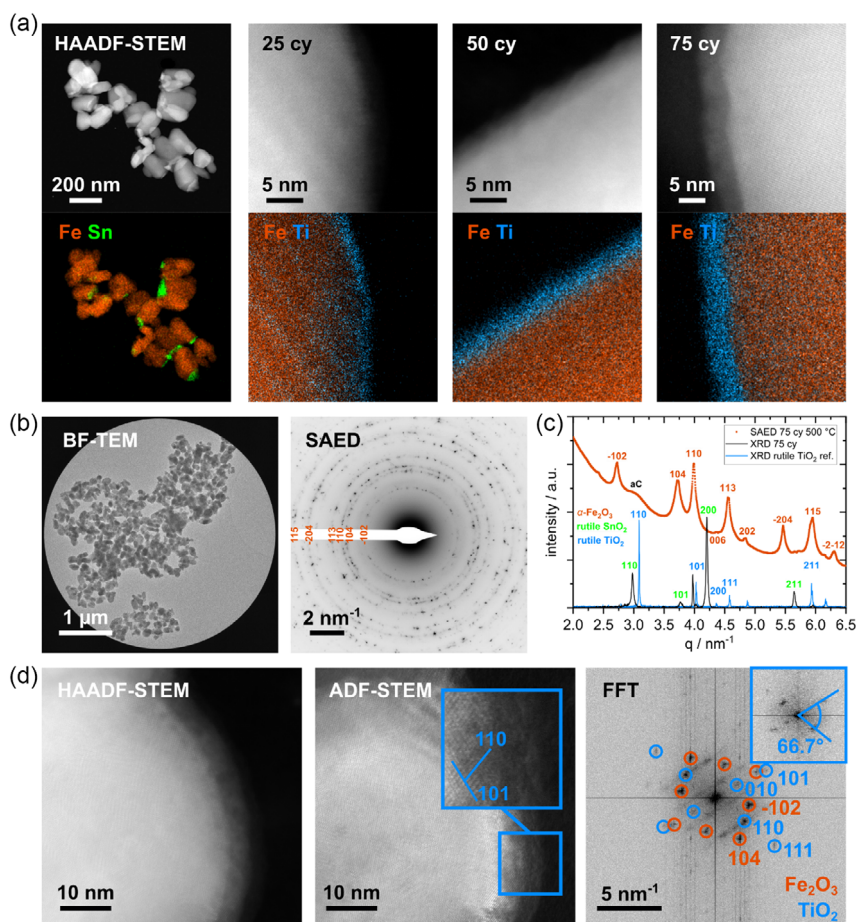 (a)
HAADF-STEM
200 nm
25 cy
5 nm
50 cy
5 nm
75 cy
5 nm
Fe Sn
Fe Ti
Fe Ti
Fe Ti
(b)
BF-TEM
1 µm
SAED
115
-204
113
110
104
-102
2 nm⁻¹
(c)
intensity / a.u.
SAED 75 cy 500 °C
XRD 75 cy
XRD rutile TiO₂ ref.
-102
aC
104
110
113
202
-204
115
-2-12
α-Fe₂O₃
rutile SnO₂
rutile TiO₂
110
110
101
101
200
006
200
111
211
211
2.0 2.5 3.0 3.5 4.0 4.5 5.0 5.5 6.0 6.5
q / nm⁻¹
(d)
HAADF-STEM
10 nm
ADF-STEM
110
101
10 nm
FFT
66.7°
101
010
-102
110
104
111
Fe₂O₃
TiO₂
5 nm⁻¹